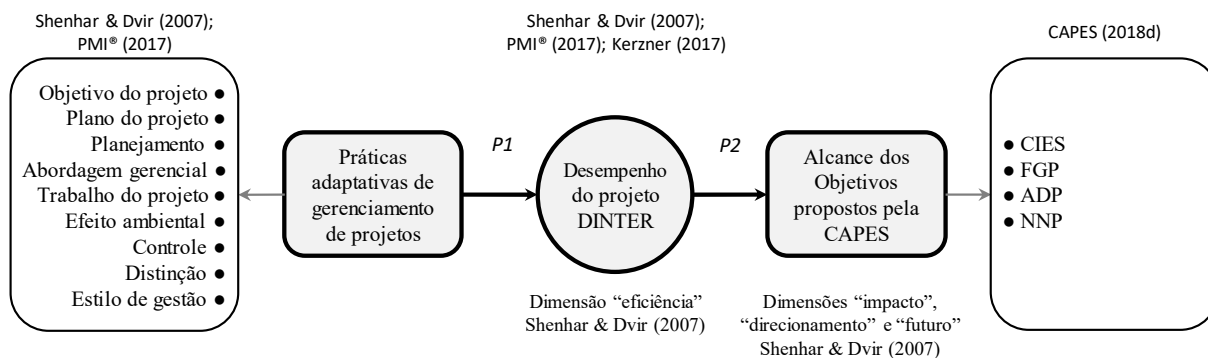 Shenhar & Dvir (2007);
PMI® (2017)
Shenhar & Dvir (2007);
PMI® (2017); Kerzner (2017)
CAPES (2018d)
Objetivo do projeto ●
Plano do projeto ●
Planejamento ●
Abordagem gerencial ●
Trabalho do projeto ●
Efeito ambiental ●
Controle ●
Distinção ●
Estilo de gestão ●
Práticas
adaptativas de
gerenciamento
de projetos
P1
Desempenho
do projeto
DINTER
P2
Alcance dos
Objetivos
propostos pela
CAPES
● CIES
● FGP
● ADP
● NNP
Dimensão “eficiência”
Shenhar & Dvir (2007)
Dimensões “impacto”,
“direcionamento” e “futuro”
Shenhar & Dvir (2007)